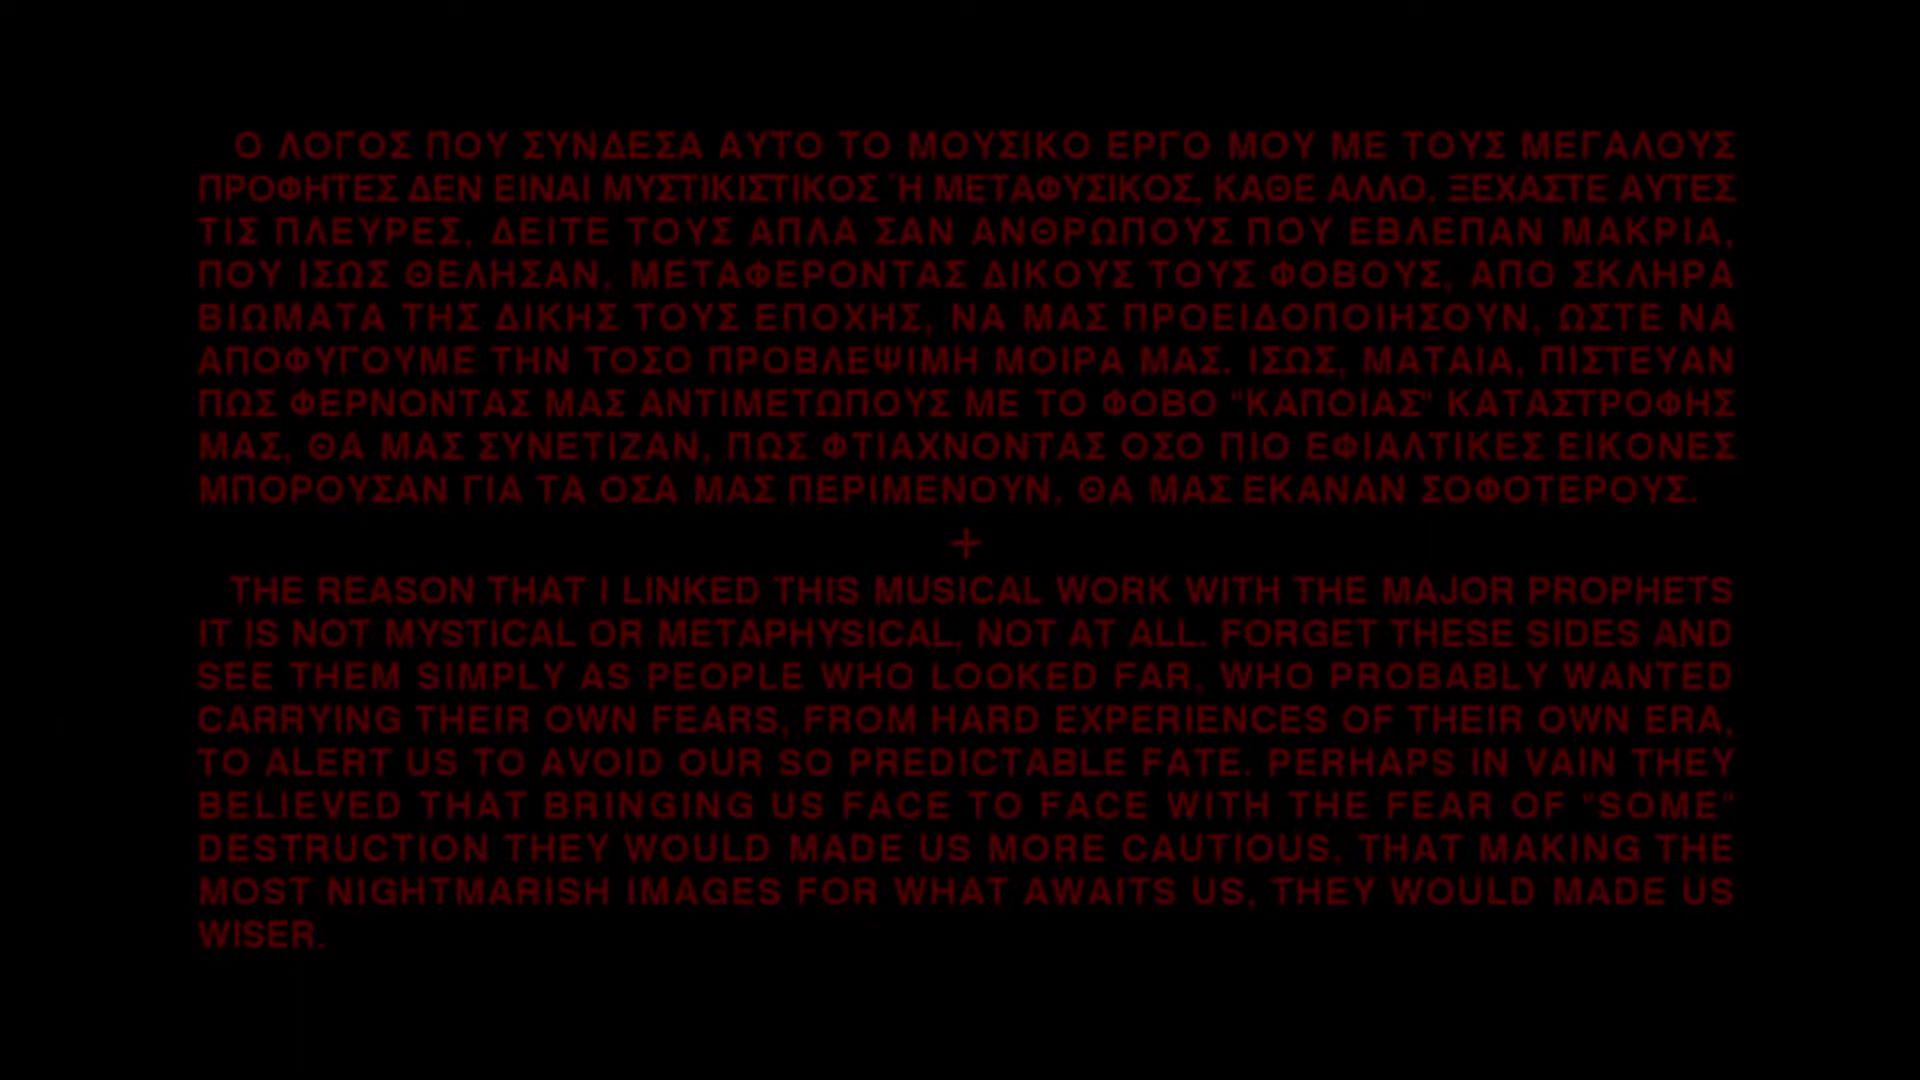 Ο ΛΟΓΟΣ ΠΟΥ ΣΥΝΔΕΣΑ ΑΥΤΟ ΤΟ ΜΟΥΣΙΚΟ ΕΡΓΟ ΜΟΥ ΜΕ ΤΟΥΣ ΜΕΓΑΛΟΥΣ
ΠΡΟΦΗΤΕΣ ΔΕΝ ΕΙΝΑΙ ΜΥΣΤΙΚΙΣΤΙΚΟΣ Ή ΜΕΤΑΦΥΣΙΚΟΣ, ΚΑΘΕ ΑΛΛΟ. ΞΕΧΑΣΤΕ ΑΥΤΕΣ
ΤΙΣ ΠΛΕΥΡΕΣ, ΔΕΙΤΕ ΤΟΥΣ ΑΠΛΑ ΣΑΝ ΑΝΘΡΩΠΟΥΣ ΠΟΥ ΕΒΛΕΠΑΝ ΜΑΚΡΙΑ,
ΠΟΥ ΙΣΩΣ ΘΕΛΗΣΑΝ, ΜΕΤΑΦΕΡΟΝΤΑΣ ΔΙΚΟΥΣ ΤΟΥΣ ΦΟΒΟΥΣ, ΑΠΟ ΣΚΛΗΡΑ
ΒΙΩΜΑΤΑ ΤΗΣ ΔΙΚΗΣ ΤΟΥΣ ΕΠΟΧΗΣ, ΝΑ ΜΑΣ ΠΡΟΕΙΔΟΠΟΙΗΣΟΥΝ, ΩΣΤΕ ΝΑ
ΑΠΟΦΥΓΟΥΜΕ ΤΗΝ ΤΟΣΟ ΠΡΟΒΛΕΨΙΜΗ ΜΟΙΡΑ ΜΑΣ. ΙΣΩΣ, ΜΑΤΑΙΑ, ΠΙΣΤΕΥΑΝ
ΠΩΣ ΦΕΡΝΟΝΤΑΣ ΜΑΣ ΑΝΤΙΜΕΤΩΠΟΥΣ ΜΕ ΤΟ ΦΟΒΟ "ΚΑΠΟΙΑΣ" ΚΑΤΑΣΤΡΟΦΗΣ
ΜΑΣ, ΘΑ ΜΑΣ ΣΥΝΕΤΙΖΑΝ, ΠΩΣ ΦΤΙΑΧΝΟΝΤΑΣ ΟΣΟ ΠΙΟ ΕΦΙΑΛΤΙΚΕΣ ΕΙΚΟΝΕΣ
ΜΠΟΡΟΥΣΑΝ ΓΙΑ ΤΑ ΟΣΑ ΜΑΣ ΠΕΡΙΜΕΝΟΥΝ, ΘΑ ΜΑΣ ΕΚΑΝΑΝ ΣΟΦΟΤΕΡΟΥΣ.
+
THE REASON THAT I LINKED THIS MUSICAL WORK WITH THE MAJOR PROPHETS
IT IS NOT MYSTICAL OR METAPHYSICAL, NOT AT ALL. FORGET THESE SIDES AND
SEE THEM SIMPLY AS PEOPLE WHO LOOKED FAR, WHO PROBABLY WANTED
CARRYING THEIR OWN FEARS, FROM HARD EXPERIENCES OF THEIR OWN ERA,
TO ALERT US TO AVOID OUR SO PREDICTABLE FATE. PERHAPS IN VAIN THEY
BELIEVED THAT BRINGING US FACE TO FACE WITH THE FEAR OF "SOME"
DESTRUCTION THEY WOULD MADE US MORE CAUTIOUS, THAT MAKING THE
MOST NIGHTMARISH IMAGES FOR WHAT AWAITS US, THEY WOULD MADE US
WISER.